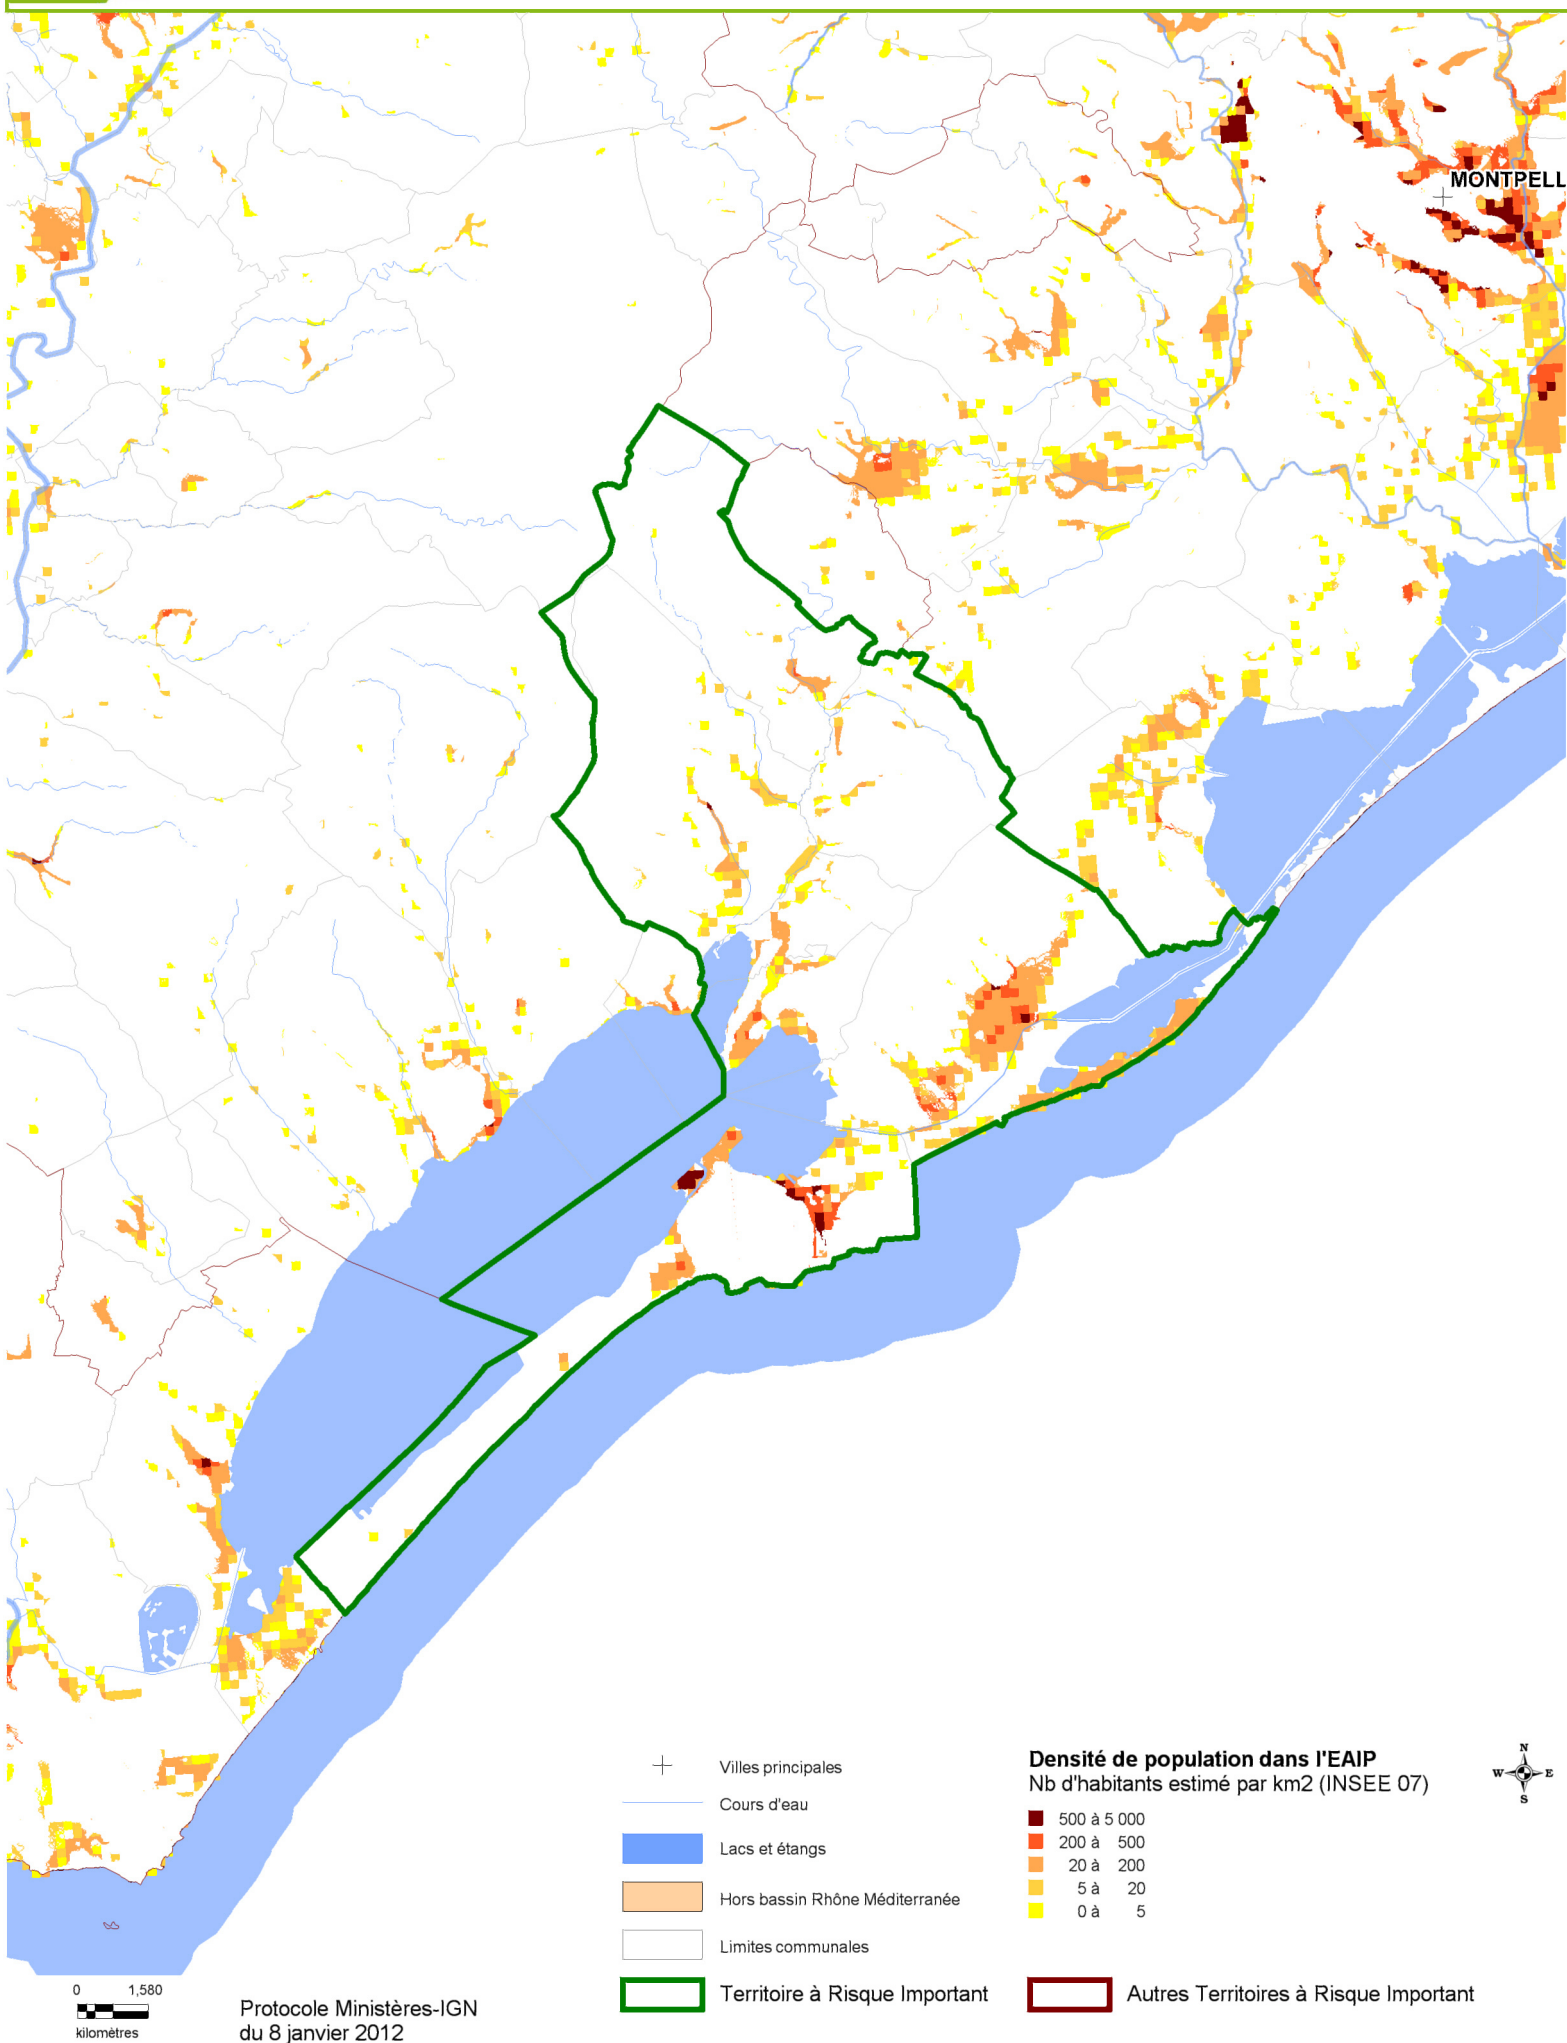 MONTPELL
Villes principales
Cours d'eau
Lacs et étangs
Hors bassin Rhône Méditerranée
Limites communales
Territoire à Risque Important
Densité de population dans l'EAIP
Nb d'habitants estimé par km2 (INSEE 07)
500 à 5 000
200 à 500
20 à 200
5 à 20
0 à 5
Autres Territoires à Risque Important
N
W E
S
0 1,580
kilomètres
Protocole Ministères-IGN
du 8 janvier 2012